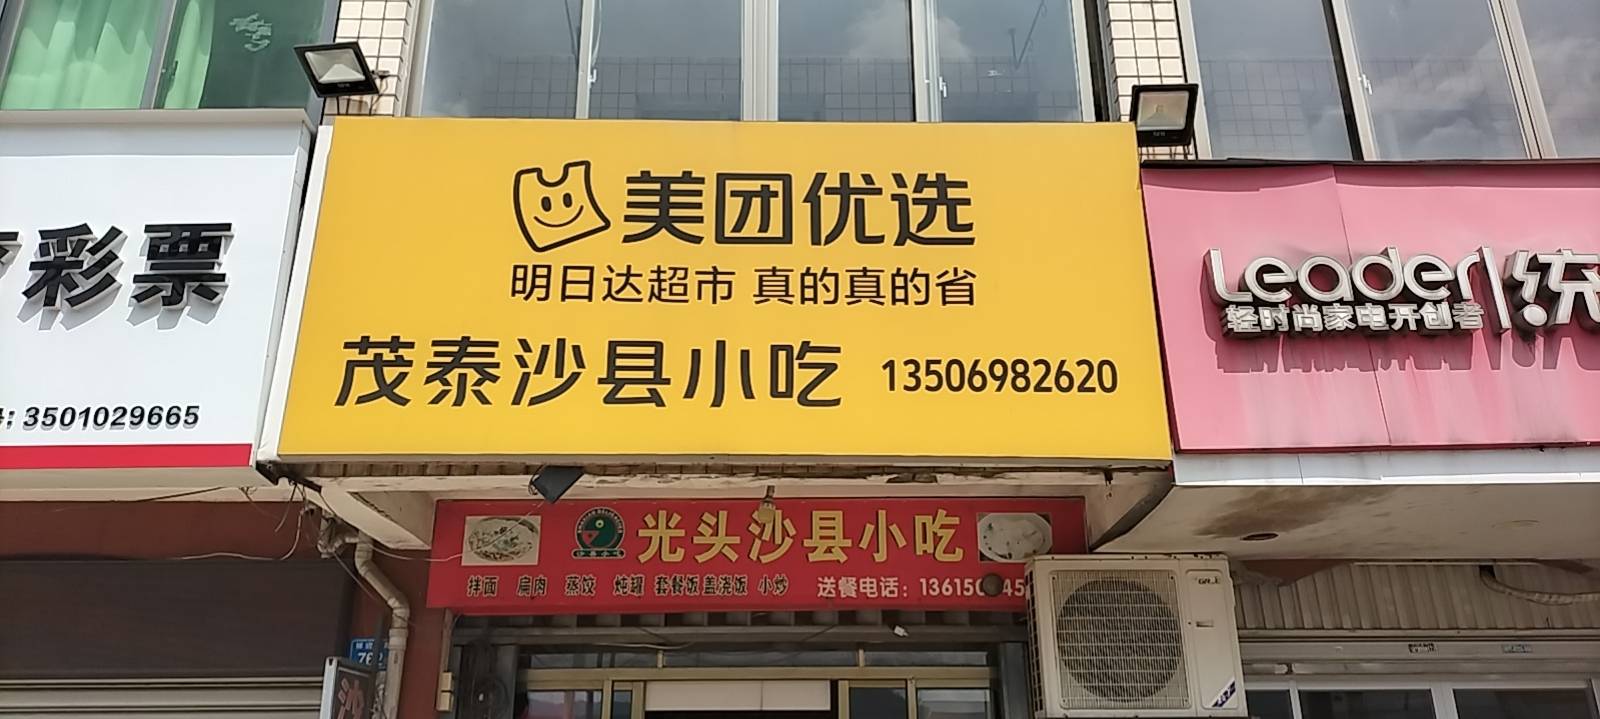 彩票
3501029665
美团优选
明日达超市 真的真的省
茂泰沙县小吃 13506982620
Leader 统
轻时尚家电开创者
光头沙县小吃
拌面 扁肉 蒸饺 炖罐 套餐饭盖浇饭 小炒 送餐电话：136150